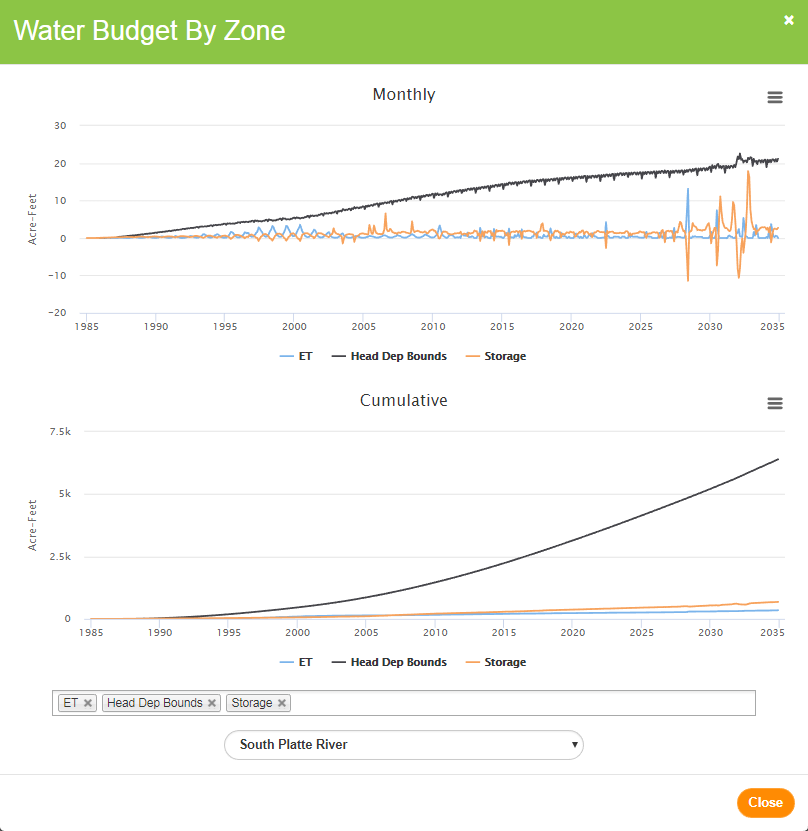 Water Budget By Zone
×
Monthly
30
20
10
0
−10
−20
Acre-Feet
1985 1990 1995 2000 2005 2010 2015 2020 2025 2030 2035
ET Head Dep Bounds Storage
Cumulative
7.5k
5k
2.5k
0
Acre-Feet
1985 1990 1995 2000 2005 2010 2015 2020 2025 2030 2035
ET Head Dep Bounds Storage
ET × Head Dep Bounds × Storage ×
South Platte River
Close